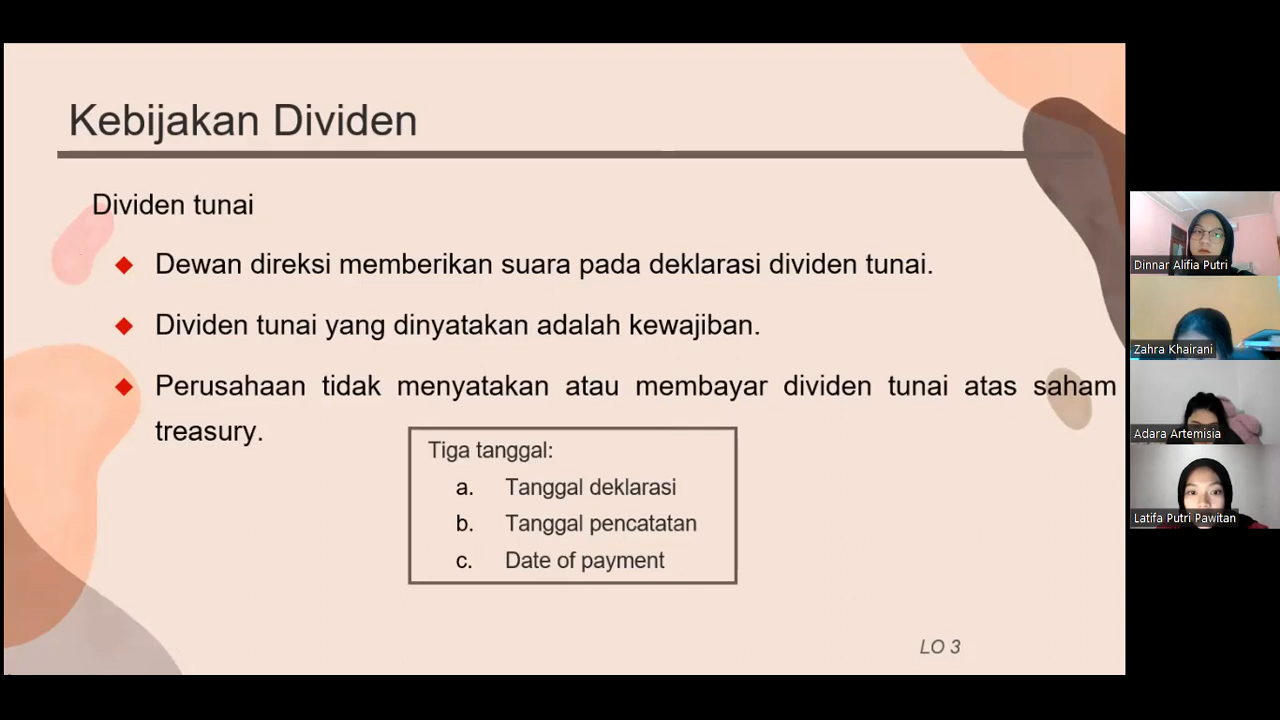 Kebijakan Dividen
Dividen tunai
Dewan direksi memberikan suara pada deklarasi dividen tunai.
Dividen tunai yang dinyatakan adalah kewajiban.
Perusahaan tidak menyatakan atau membayar dividen tunai atas saham
treasury.
Tiga tanggal:
a. Tanggal deklarasi
b. Tanggal pencatatan
c. Date of payment
LO 3
Dinnar Alifia Putri
Zahra Khairani
Adara Artemisia
Latifa Putri Pawitan